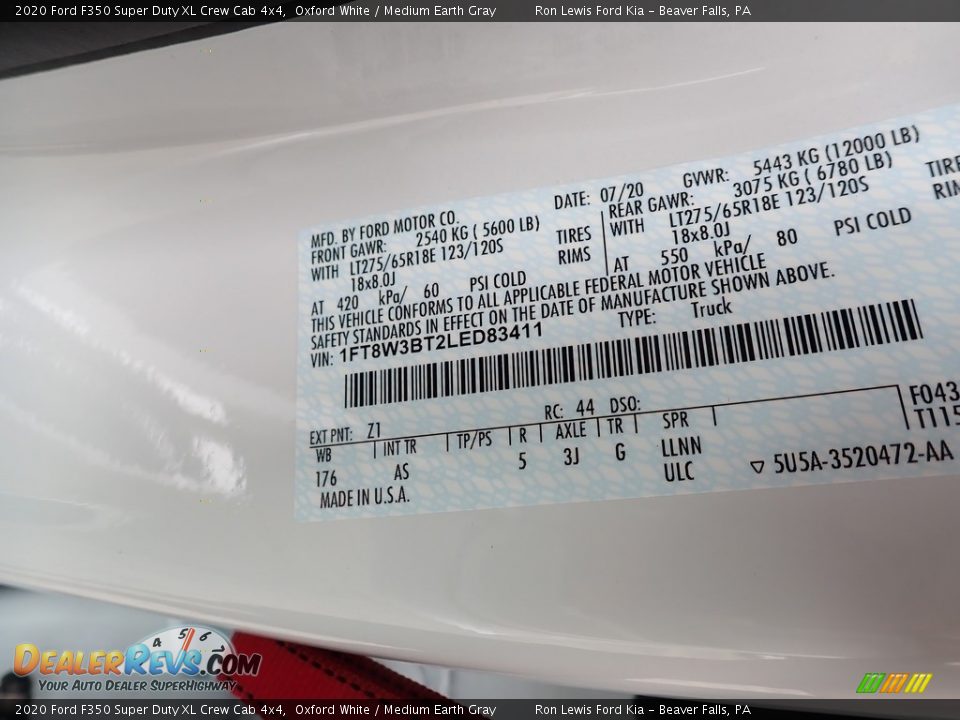 2020 Ford F350 Super Duty XL Crew Cab 4x4, Oxford White / Medium Earth Gray Ron Lewis Ford Kia - Beaver Falls, PA
MFD. BY FORD MOTOR CO. DATE: 07/20 GVWR: 5443 KG (12000 LB)
FRONT GAWR: 2540 KG ( 5600 LB) REAR GAWR: 3075 KG ( 6780 LB)
WITH LT275/65R18E 123/120S TIRES WITH LT275/65R18E 123/120S TIRE
18x8.0J RIMS 18x8.0J RIM
AT 420 kPa/ 60 PSI COLD AT 550 kPa/ 80 PSI COLD
THIS VEHICLE CONFORMS TO ALL APPLICABLE FEDERAL MOTOR VEHICLE
SAFETY STANDARDS IN EFFECT ON THE DATE OF MANUFACTURE SHOWN ABOVE.
VIN: 1FT8W3BT2LED83411 TYPE: Truck
EXT PNT: Z1 RC: 44 DSO: F043
WB INT TR TP/PS R AXLE TR SPR T115
176 AS 5 3J G LLNN
ULC ▽ 5U5A-3520472-AA
MADE IN U.S.A.
4 5 6
DealerRevs.com
Your Auto Dealer SuperHighway
2020 Ford F350 Super Duty XL Crew Cab 4x4, Oxford White / Medium Earth Gray Ron Lewis Ford Kia - Beaver Falls, PA